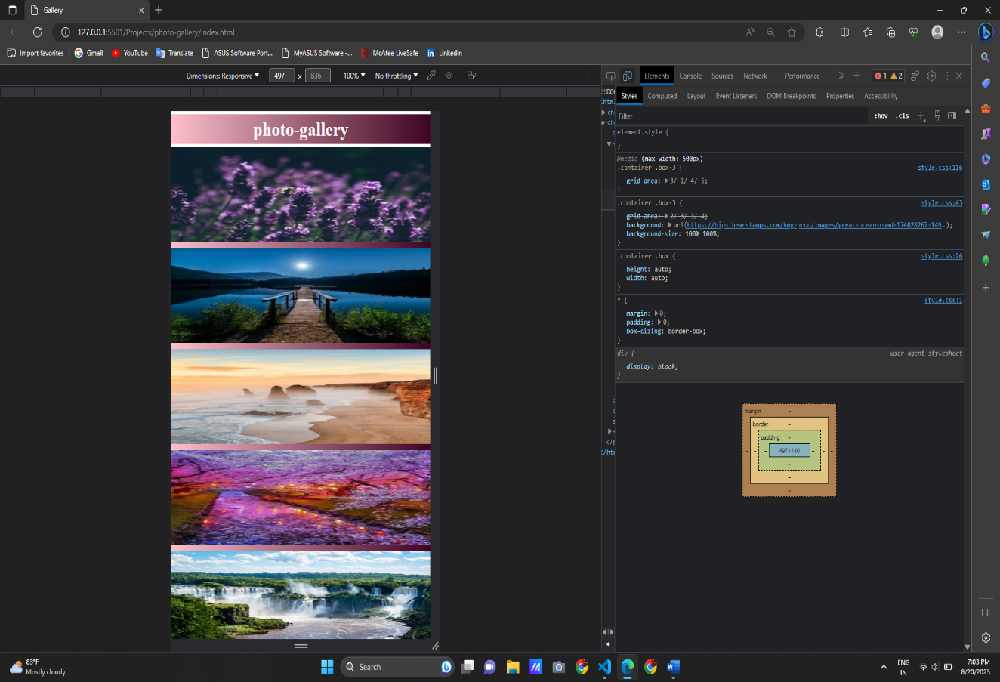 Gallery
127.0.0.1:5501/Projects/photo-gallery/index.html
Import favorites
Gmail
YouTube
Translate
ASUS Software Port...
MyASUS Software -...
McAfee LiveSafe
Linkedin
Dimensions: Responsive
497
x
836
100%
No throttling
Elements
Console
Sources
Network
Performance
1
2
Styles
Computed
Layout
Event Listeners
DOM Breakpoints
Properties
Accessibility
Filter
:hov
.cls
photo-gallery
element.style {
}
@media (max-width: 500px)
.container .box-3 {
style.css:116
grid-area: 3/ 1/ 4/ 5;
}
.container .box-3 {
style.css:43
grid-area: 2/ 3/ 3/ 4;
background: url(https://hips.hearstapps.com/hmg-prod/images/great-ocean-road-174028267-149…);
background-size: 100% 100%;
}
.container .box {
style.css:26
height: auto;
width: auto;
}
* {
style.css:1
margin: 0;
padding: 0;
box-sizing: border-box;
}
div {
user agent stylesheet
display: block;
}
margin
border
padding
497×150
83°F
Mostly cloudy
Search
ENG
IN
7:03 PM
8/20/2023